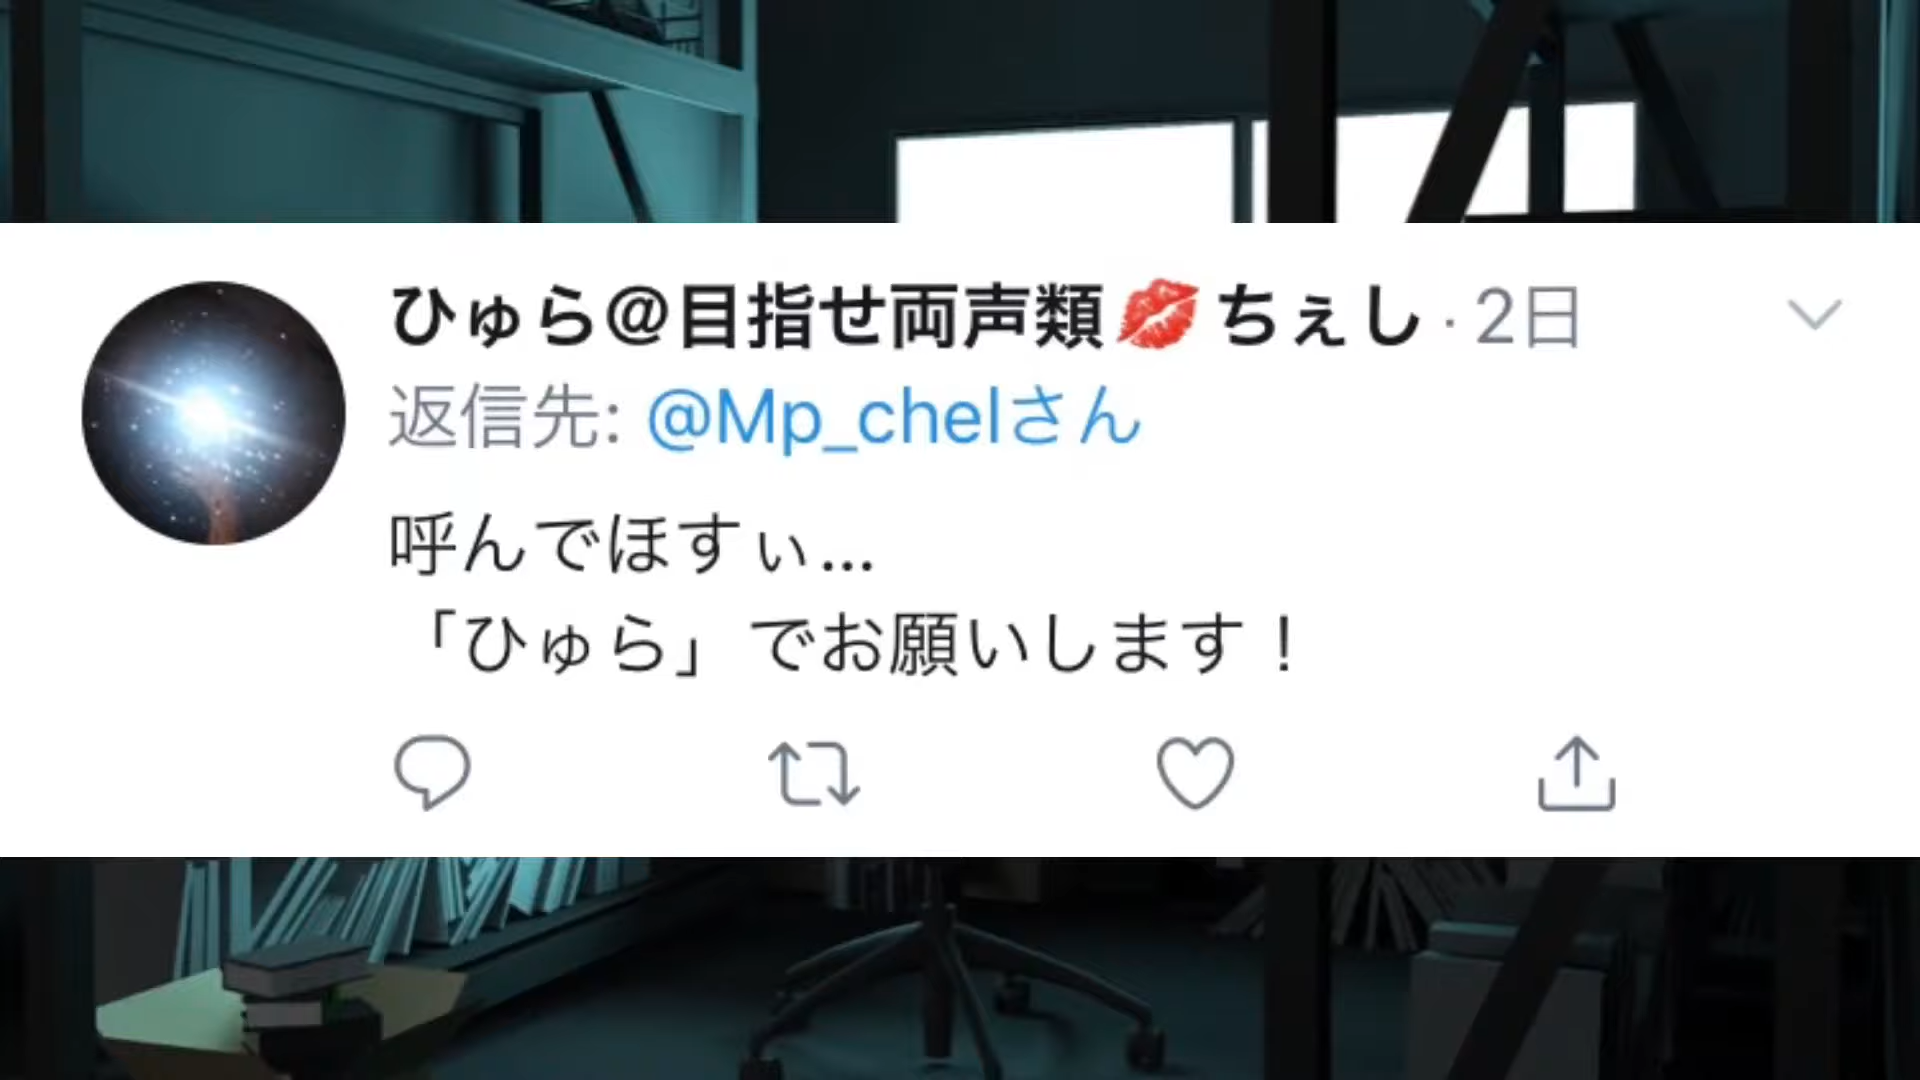 ひゅら@目指せ両声類💋ちぇし · 2日
返信先: @Mp_chelさん
呼んでほすぃ...
「ひゅら」でお願いします！